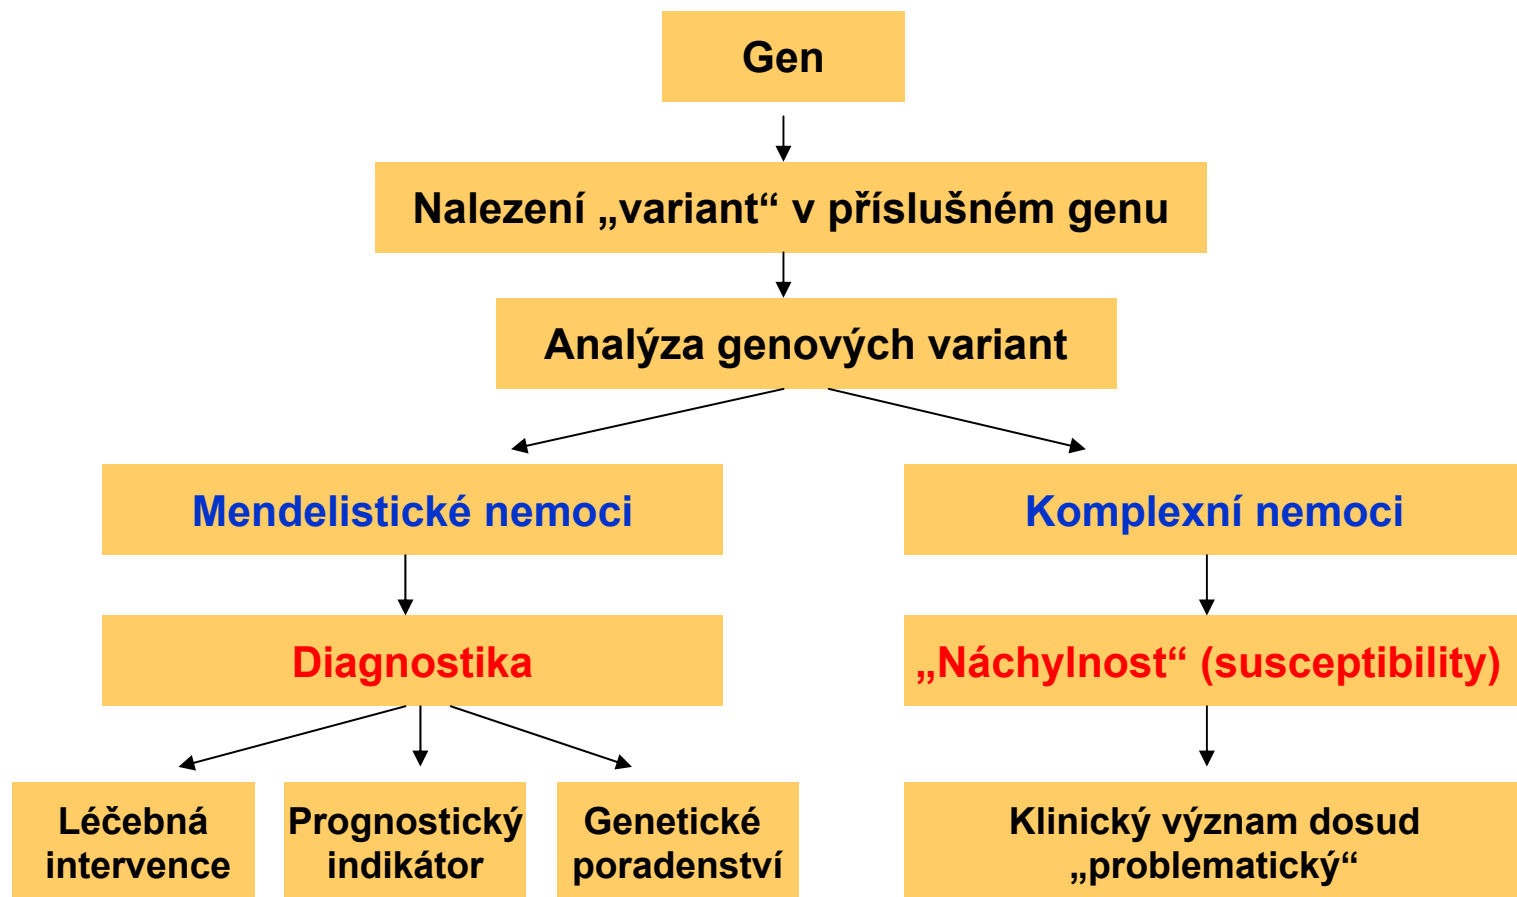 Gen
Nalezení „variant“ v příslušném genu
Analýza genových variant
Mendelistické nemoci
Komplexní nemoci
Diagnostika
„Náchylnost“ (susceptibility)
Léčebná
intervence
Prognostický
indikátor
Genetické
poradenství
Klinický význam dosud
„problematický“